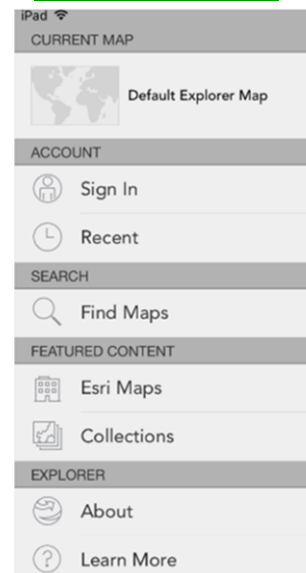 iPad
CURRENT MAP
Default Explorer Map
ACCOUNT
Sign In
Recent
SEARCH
Find Maps
FEATURED CONTENT
Esri Maps
Collections
EXPLORER
About
Learn More